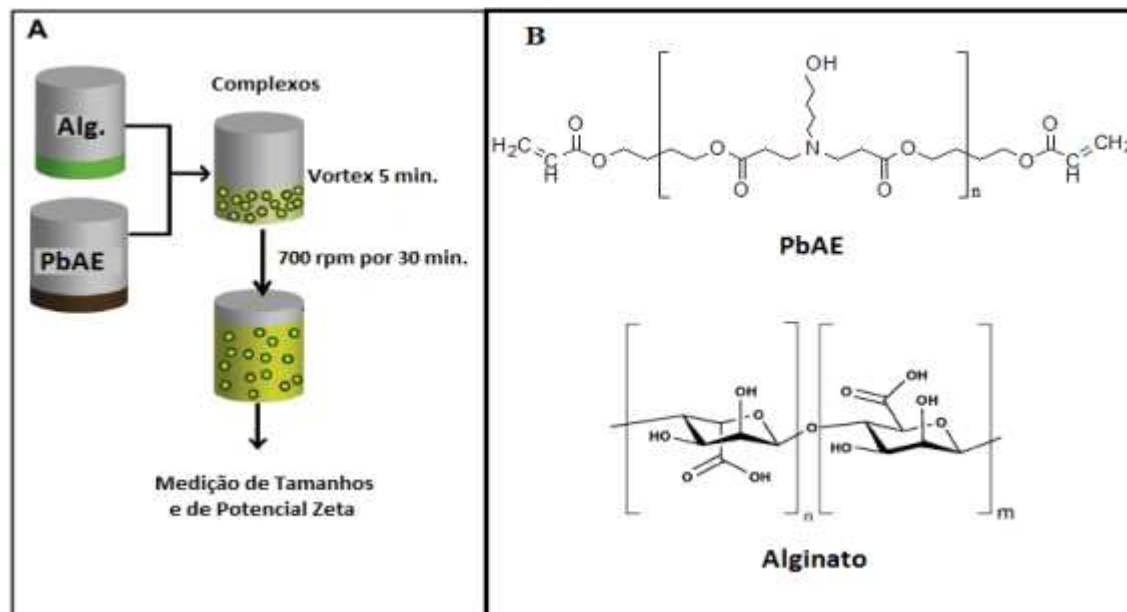 A
Alg.
PbAE
Complexos
Vortex 5 min.
700 rpm por 30 min.
Medição de Tamanhos
e de Potencial Zeta
B
OH
H₂C
C
H
O
O
O
O
N
O
O
O
O
C
H
CH₂
n
PbAE
OH
O
HO
O
OH
n
O
O
OH
OH
O
HO
m
Alginato